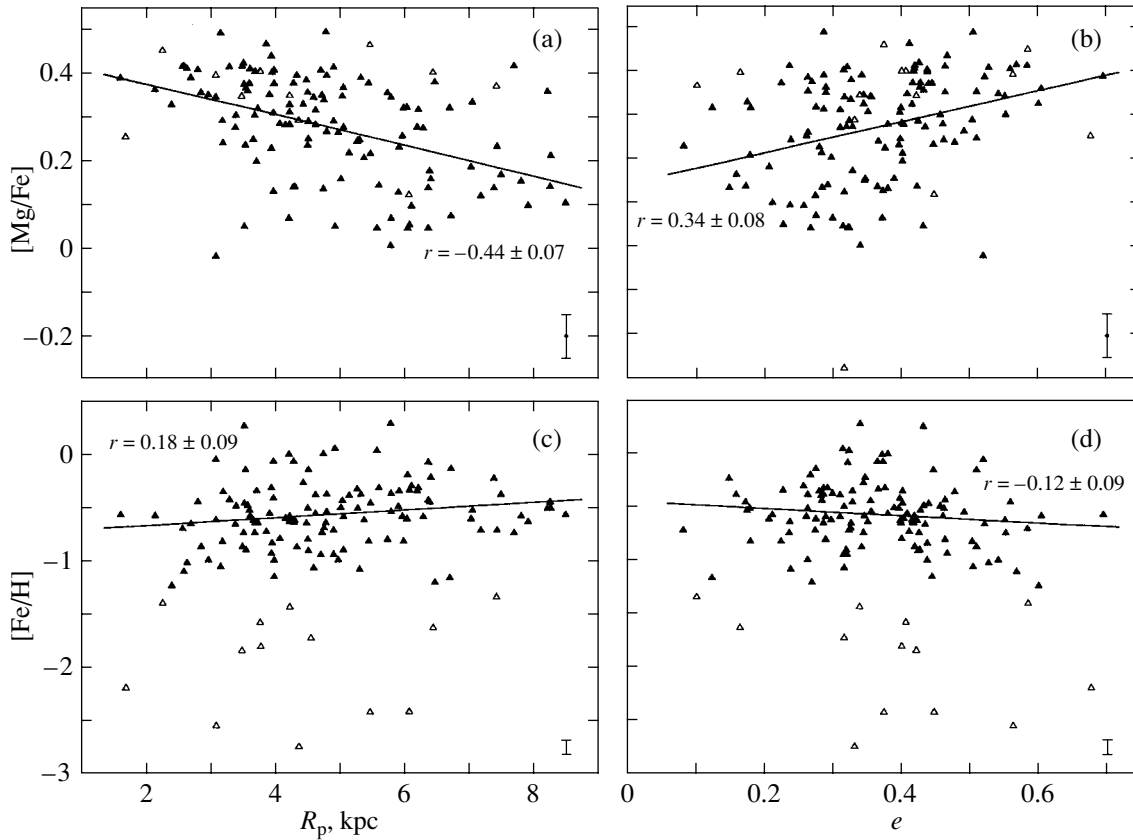 (a)
(b)
0.4
0.2
0
−0.2
[Mg/Fe]
r = −0.44 ± 0.07
r = 0.34 ± 0.08
(c)
(d)
r = 0.18 ± 0.09
r = −0.12 ± 0.09
0
−1
−2
−3
[Fe/H]
2 4 6 8 0 0.2 0.4 0.6
Rp, kpc e